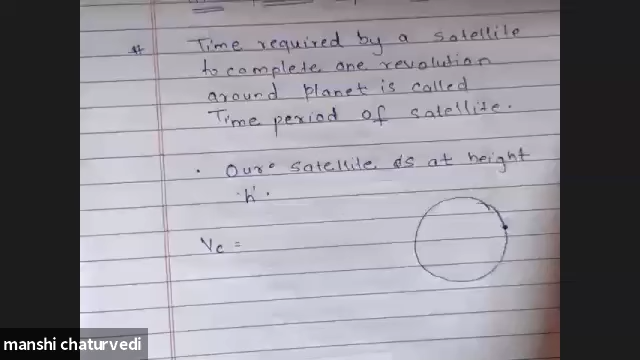 # Time required by a satellite
to complete one revolution
around planet is called
Time period of satellite.
• Our satellite is at height
'h'.
Vc =
manshi chaturvedi